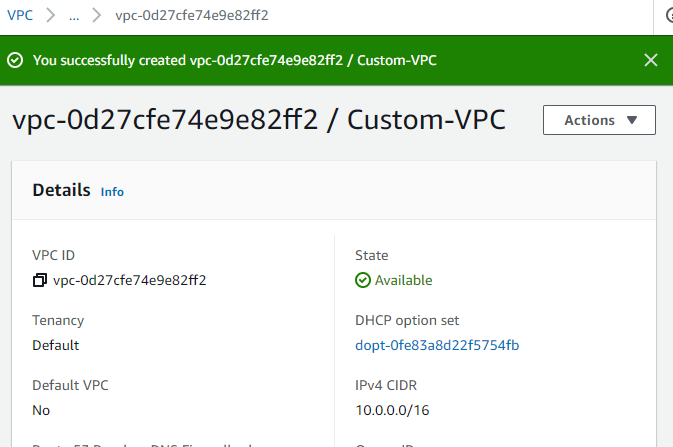 VPC > ... > vpc-0d27cfe74e9e82ff2
You successfully created vpc-0d27cfe74e9e82ff2 / Custom-VPC
vpc-0d27cfe74e9e82ff2 / Custom-VPC
Actions
Details Info
VPC ID
vpc-0d27cfe74e9e82ff2
State
Available
Tenancy
Default
DHCP option set
dopt-0fe83a8d22f5754fb
Default VPC
No
IPv4 CIDR
10.0.0.0/16